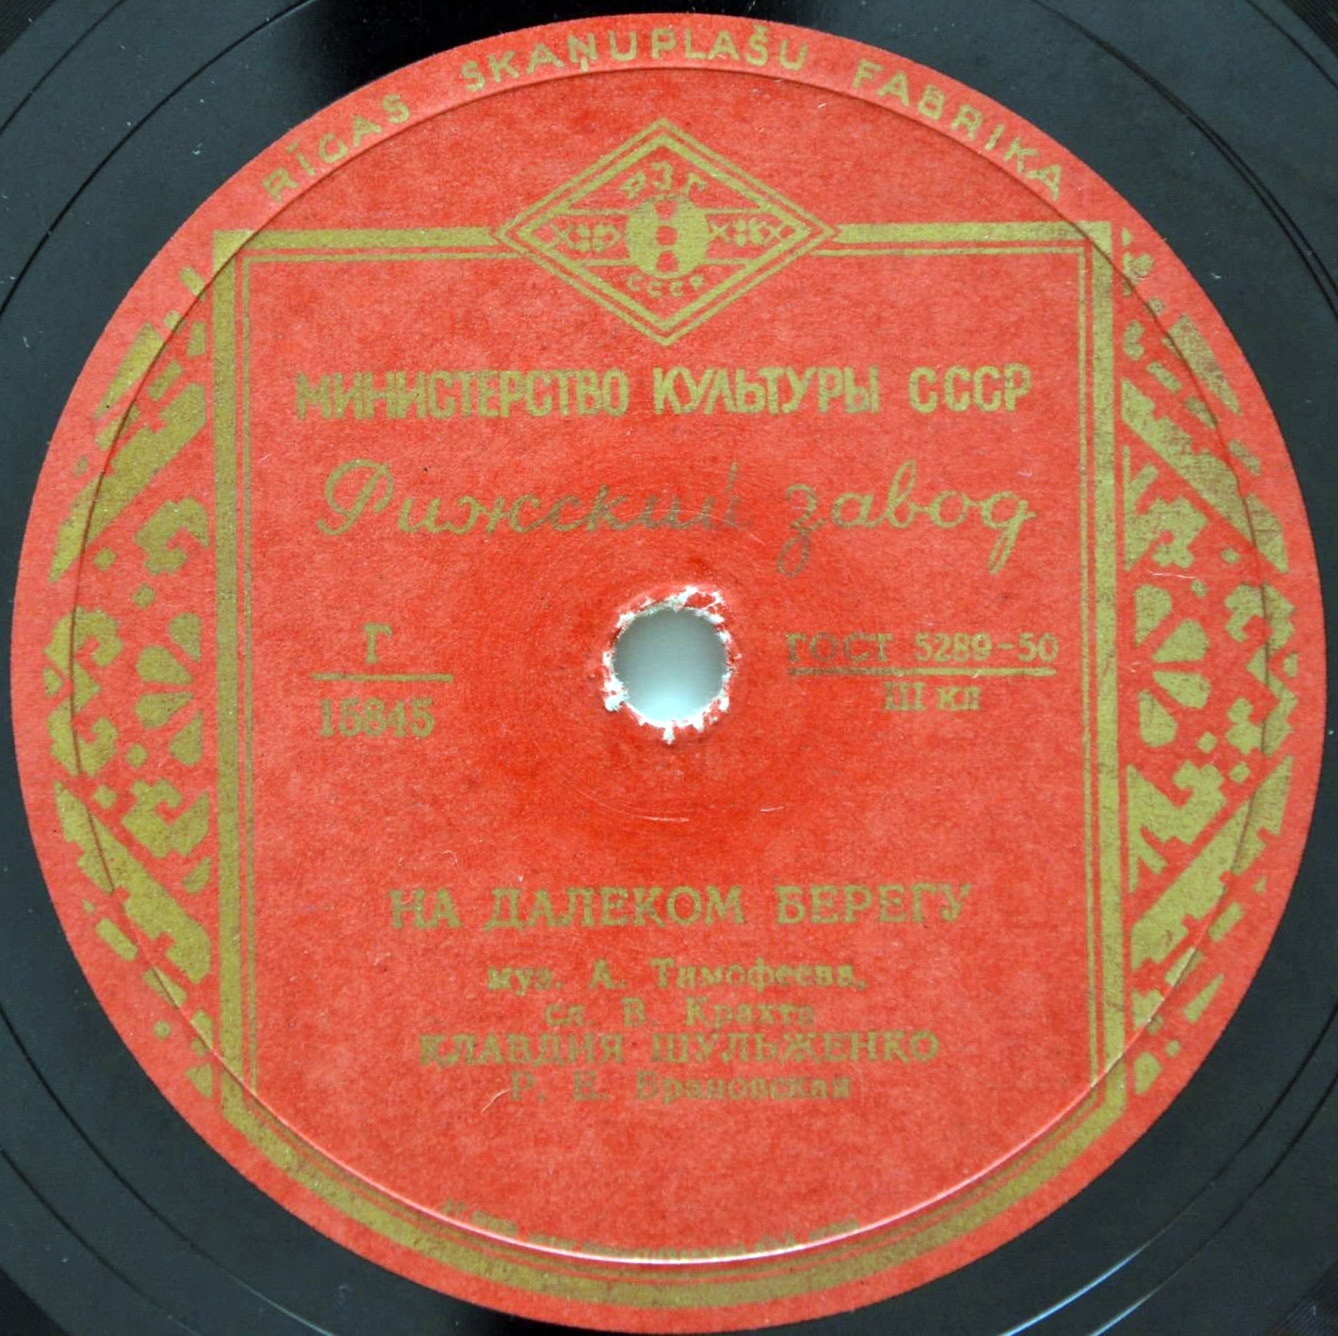 RĪGAS SKAŅUPLAŠU FABRIKA
РЗГ
СССР
МИНИСТЕРСТВО КУЛЬТУРЫ СССР
Рижский завод
Г
15845
ГОСТ 5289-50
III кл
НА ДАЛЕКОМ БЕРЕГУ
муз. А. Тимофеева,
сл. В. Крахта
КЛАВДИЯ ШУЛЬЖЕНКО
Р. Е. Брановская